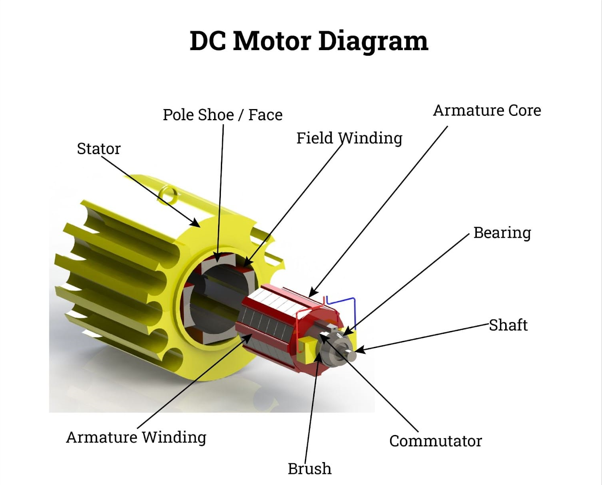 DC Motor Diagram
Pole Shoe / Face
Armature Core
Field Winding
Stator
Bearing
Shaft
Armature Winding
Commutator
Brush